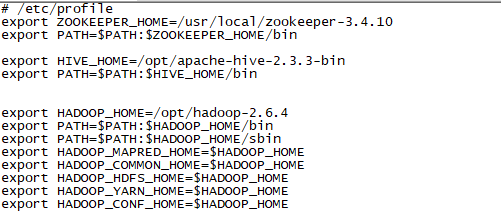 # /etc/profile
export ZOOKEEPER_HOME=/usr/local/zookeeper-3.4.10
export PATH=$PATH:$ZOOKEEPER_HOME/bin
export HIVE_HOME=/opt/apache-hive-2.3.3-bin
export PATH=$PATH:$HIVE_HOME/bin
export HADOOP_HOME=/opt/hadoop-2.6.4
export PATH=$PATH:$HADOOP_HOME/bin
export PATH=$PATH:$HADOOP_HOME/sbin
export HADOOP_MAPRED_HOME=$HADOOP_HOME
export HADOOP_COMMON_HOME=$HADOOP_HOME
export HADOOP_HDFS_HOME=$HADOOP_HOME
export HADOOP_YARN_HOME=$HADOOP_HOME
export HADOOP_CONF_HOME=$HADOOP_HOME